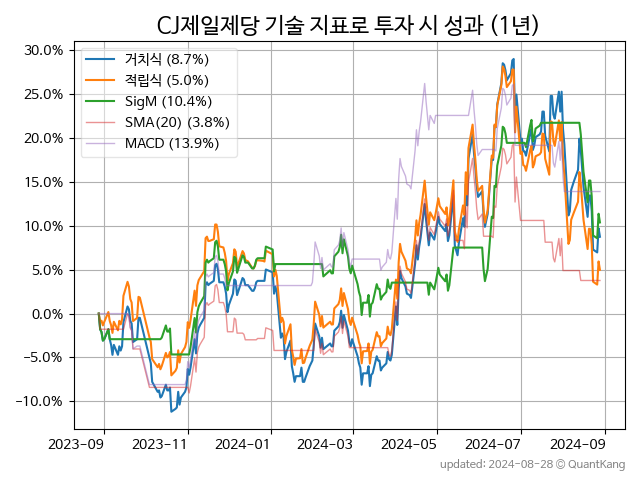 CJ제일제당 기술 지표로 투자 시 성과 (1년)
30.0%
25.0%
20.0%
15.0%
10.0%
5.0%
0.0%
−5.0%
−10.0%
거치식 (8.7%)
적립식 (5.0%)
SigM (10.4%)
SMA(20) (3.8%)
MACD (13.9%)
2023-09 2023-11 2024-01 2024-03 2024-05 2024-07 2024-09
updated: 2024-08-28 © QuantKang